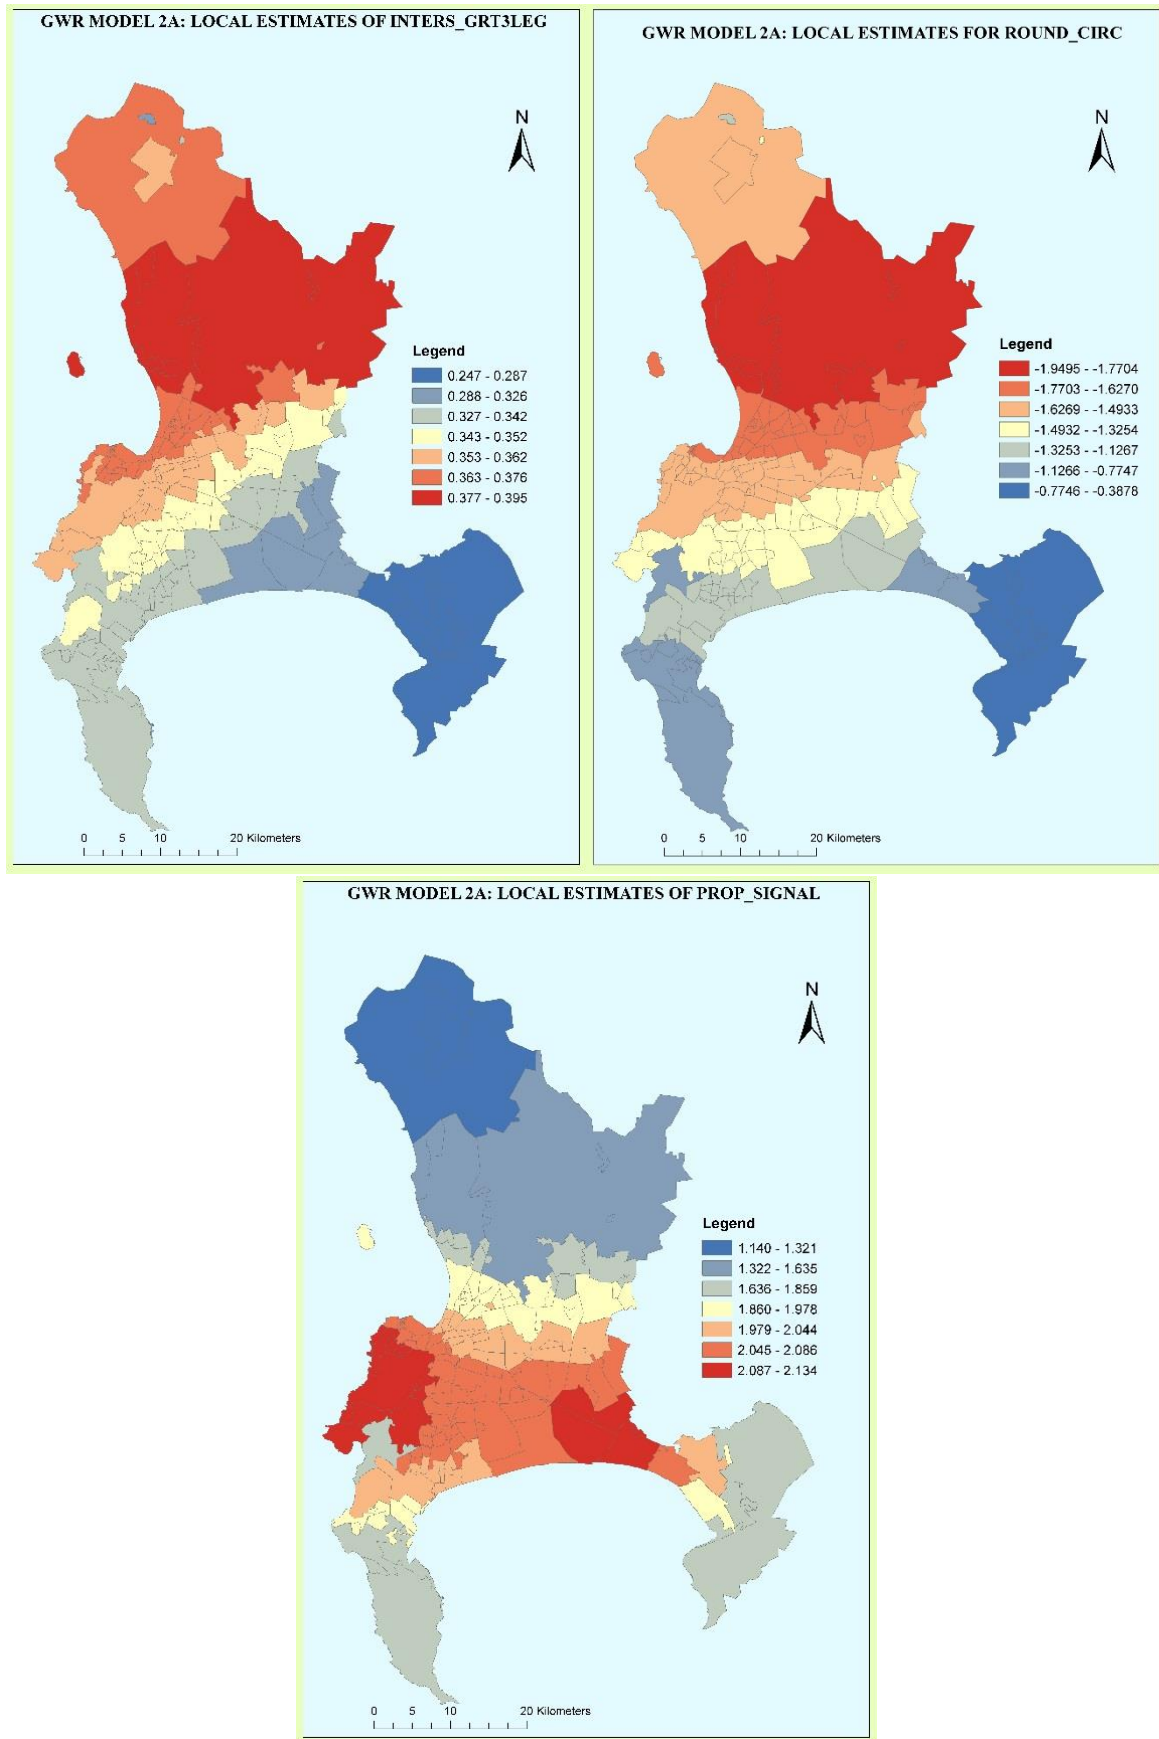 GWR MODEL 2A: LOCAL ESTIMATES OF INTERS_GRT3LEG
N
Legend
0.247 - 0.287
0.288 - 0.326
0.327 - 0.342
0.343 - 0.352
0.353 - 0.362
0.363 - 0.376
0.377 - 0.395
0 5 10 20 Kilometers
GWR MODEL 2A: LOCAL ESTIMATES FOR ROUND_CIRC
N
Legend
-1.9495 - -1.7704
-1.7703 - -1.6270
-1.6269 - -1.4933
-1.4932 - -1.3254
-1.3253 - -1.1267
-1.1266 - -0.7747
-0.7746 - -0.3878
0 5 10 20 Kilometers
GWR MODEL 2A: LOCAL ESTIMATES OF PROP_SIGNAL
N
Legend
1.140 - 1.321
1.322 - 1.635
1.636 - 1.859
1.860 - 1.978
1.979 - 2.044
2.045 - 2.086
2.087 - 2.134
0 5 10 20 Kilometers